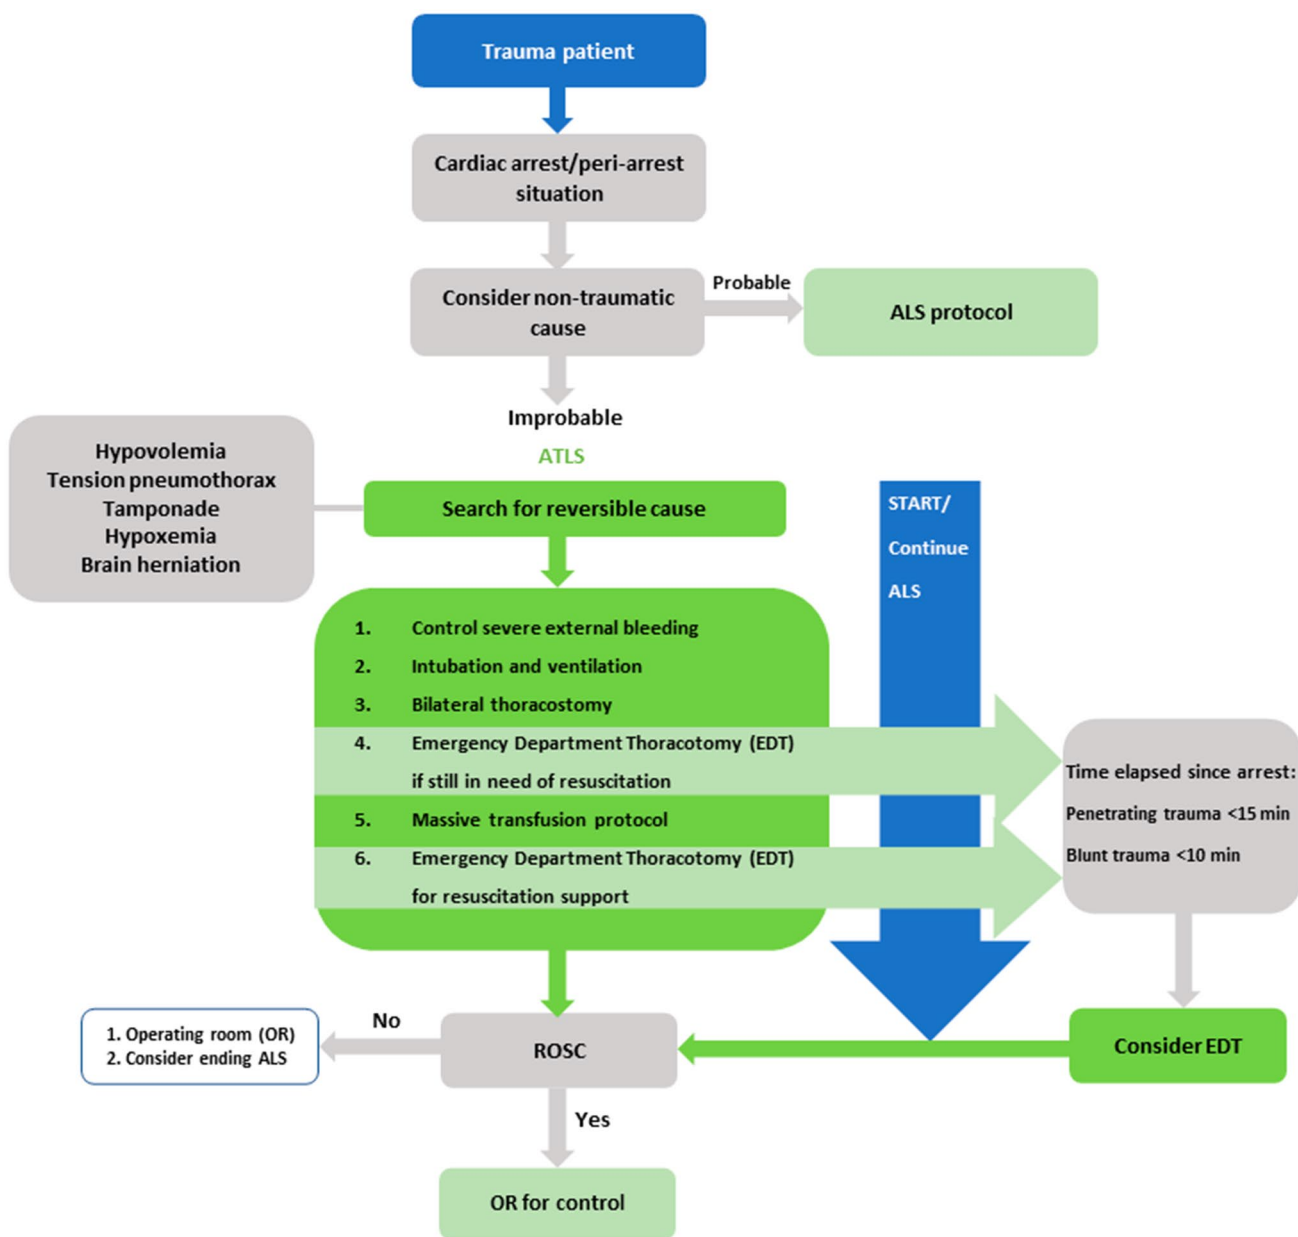 Trauma patient
Cardiac arrest/peri-arrest
situation
Consider non-traumatic
cause
Probable
ALS protocol
Improbable
ATLS
Hypovolemia
Tension pneumothorax
Tamponade
Hypoxemia
Brain herniation
Search for reversible cause
START/
Continue
ALS
1. Control severe external bleeding
2. Intubation and ventilation
3. Bilateral thoracostomy
4. Emergency Department Thoracotomy (EDT)
if still in need of resuscitation
5. Massive transfusion protocol
6. Emergency Department Thoracotomy (EDT)
for resuscitation support
Time elapsed since arrest:
Penetrating trauma <15 min
Blunt trauma <10 min
Consider EDT
ROSC
No
1. Operating room (OR)
2. Consider ending ALS
Yes
OR for control